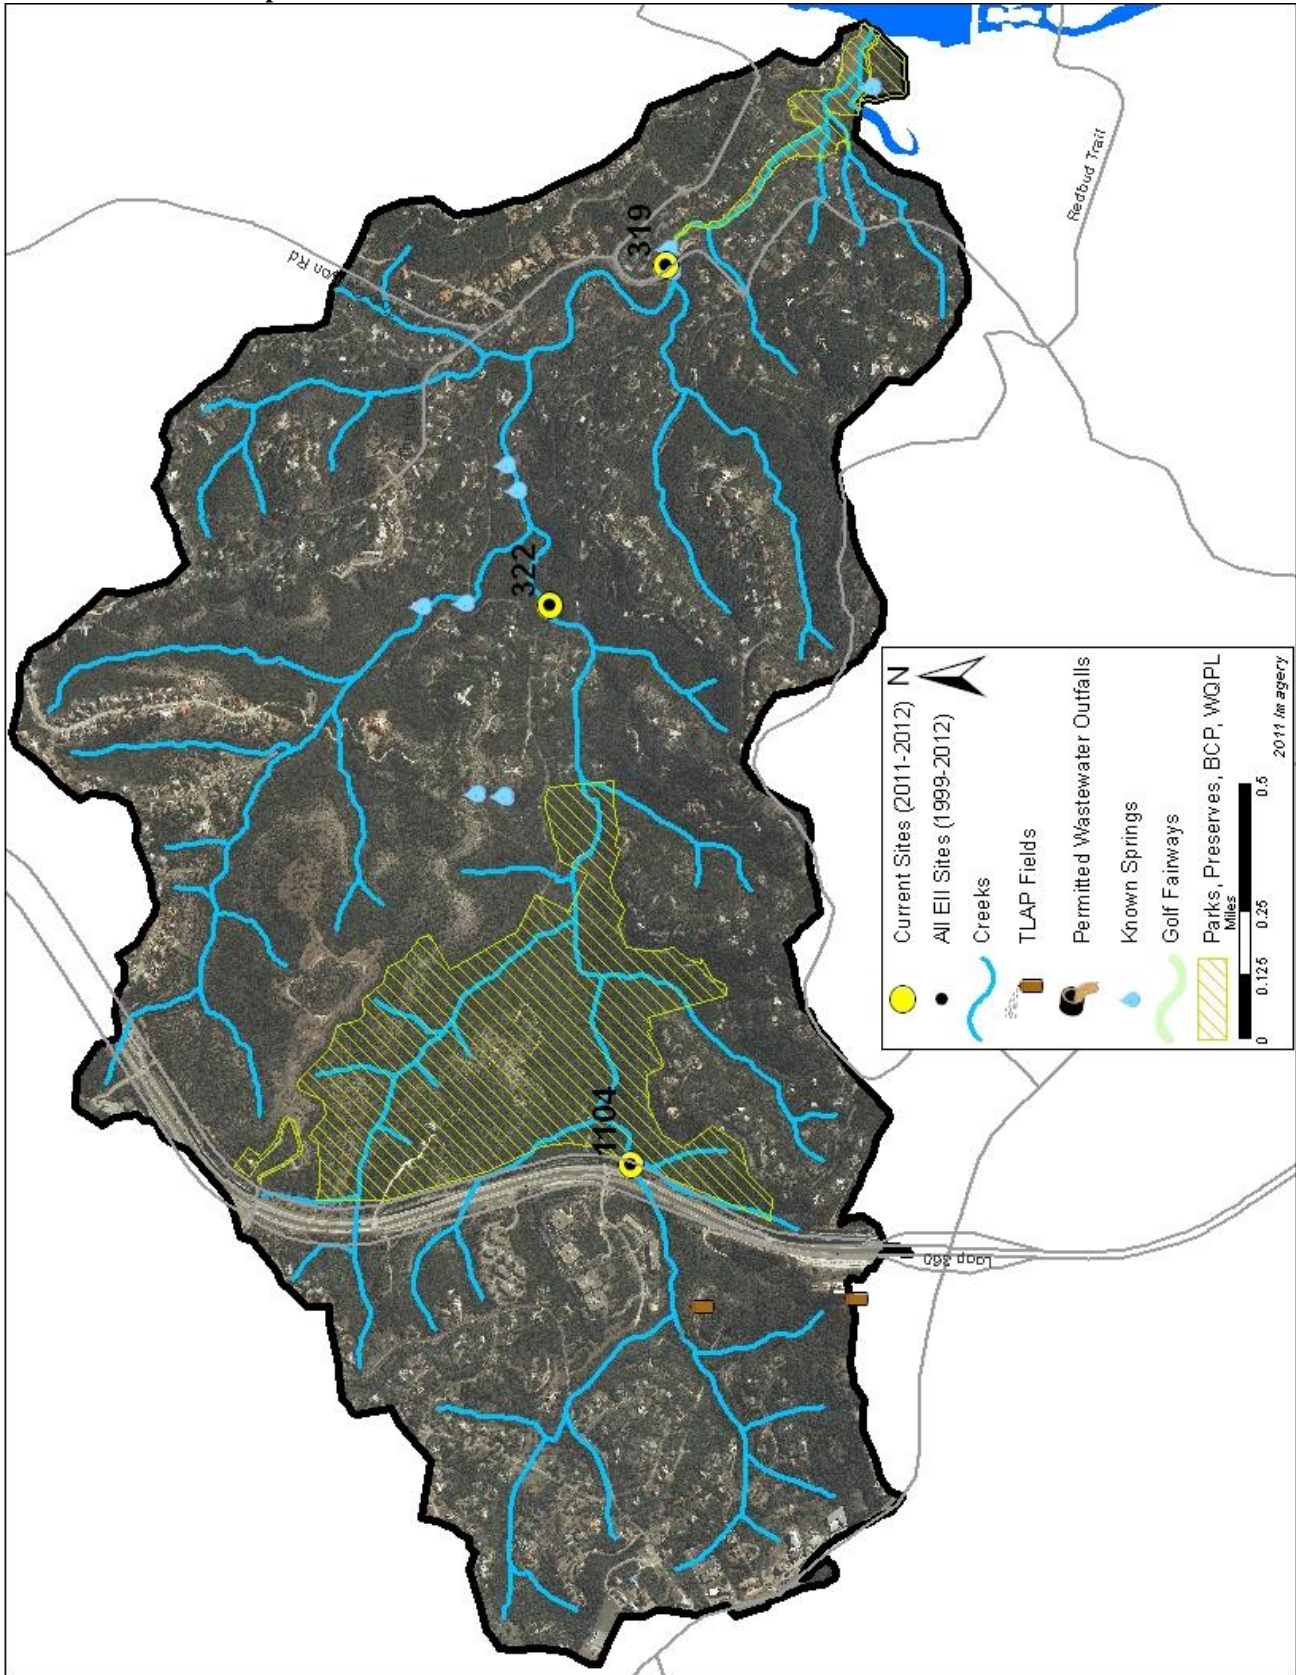 319
322
1104
Redbud Trail
Loop 360
N
Current Sites (2011-2012)
All EII Sites (1999-2012)
Creeks
TLAP Fields
Permitted Wastewater Outfalls
Known Springs
Golf Fairways
Parks, Preserves, BCP, WQPL
Miles
0 0.125 0.25 0.5
2011 Imagery